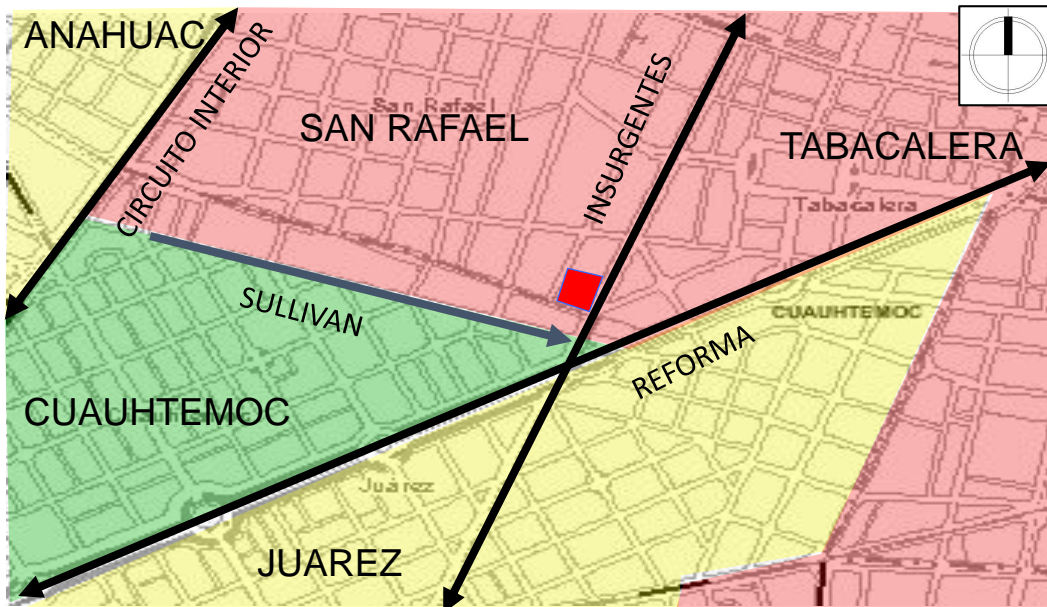 ANAHUAC
CIRCUITO INTERIOR
San Rafael
SAN RAFAEL
INSURGENTES
TABACALERA
Tabacalera
SULLIVAN
CUAUHTEMOC
REFORMA
CUAUHTEMOC
Juárez
JUAREZ